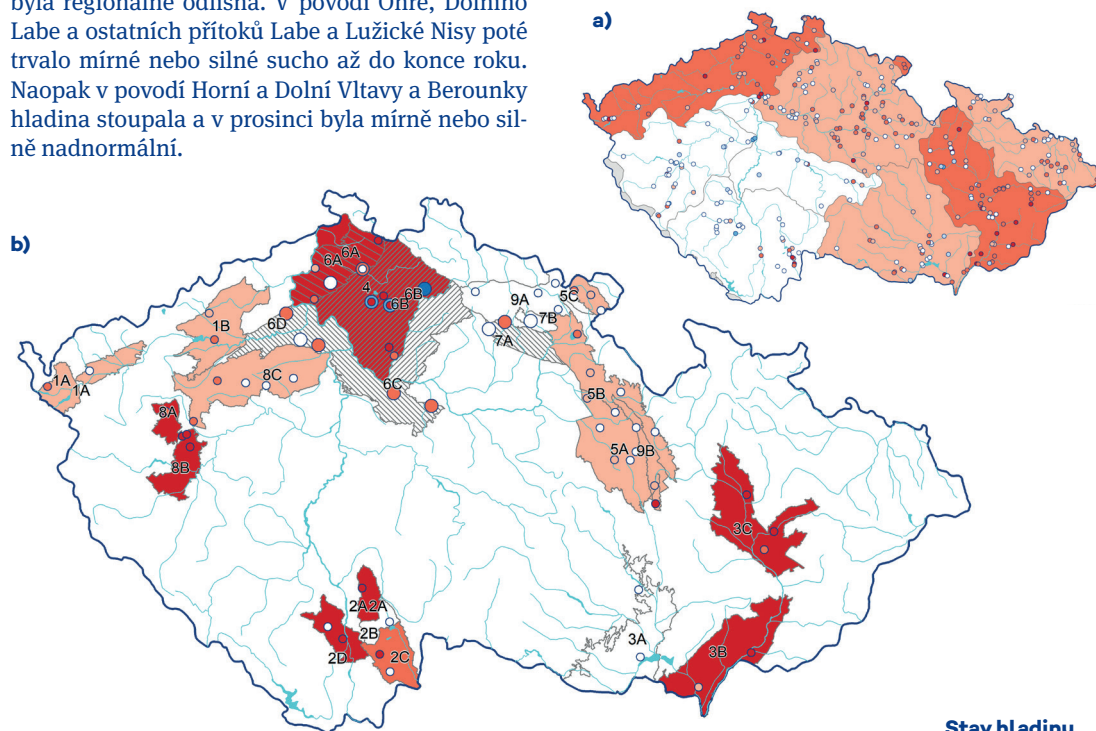 byla regionálně odlišná. V povodí Ohře, Dolního
Labe a ostatních přítoků Labe a Lužické Nisy poté
trvalo mírné nebo silné sucho až do konce roku.
Naopak v povodí Horní a Dolní Vltavy a Berounky
hladina stoupala a v prosinci byla mírně nebo sil-
ně nadnormální.
a)
b)
6A
6A
4
6B
6B
9A
5C
7B
7A
6D
1B
1A
1A
8C
6C
8A
8B
5B
5A
9B
3C
2A
2A
2B
2D
2C
3A
3B
Stav hladiny